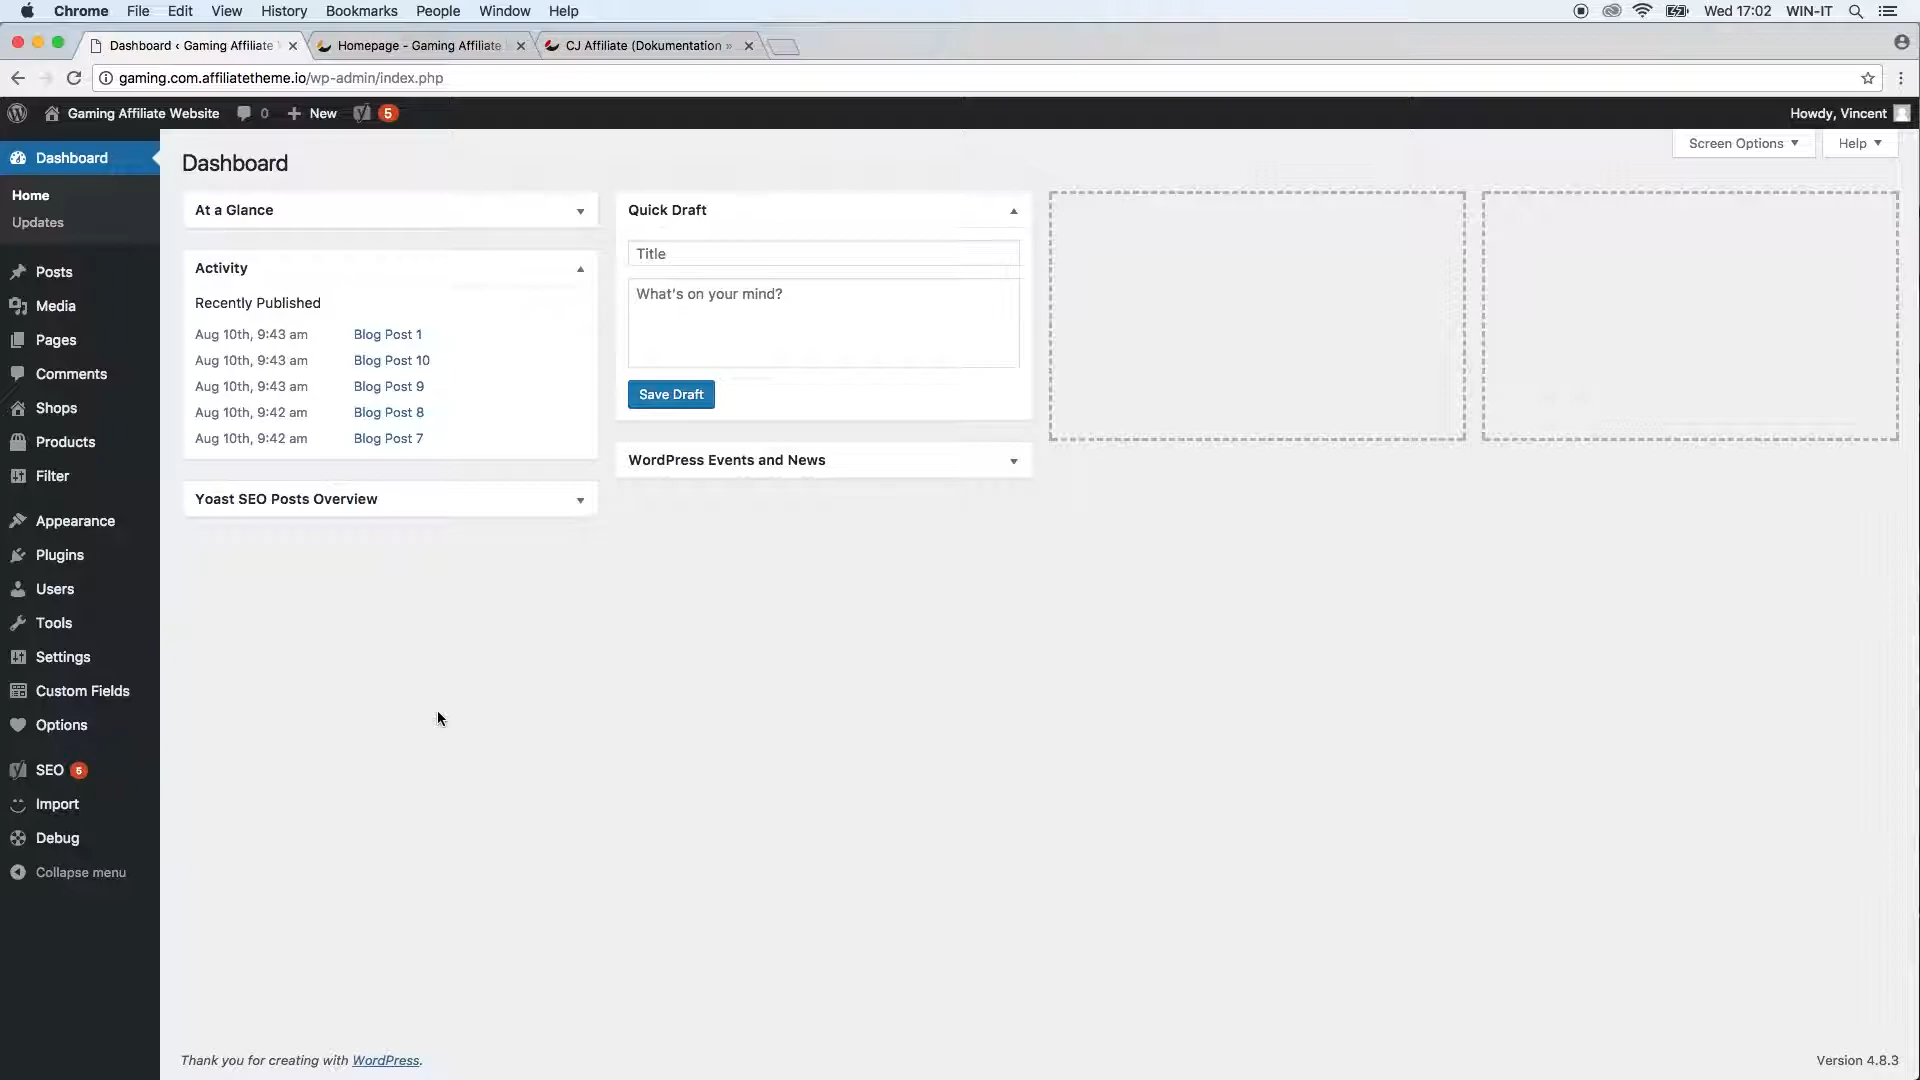 Chrome File Edit View History Bookmarks People Window Help Wed 17:02 WIN-IT
Dashboard ‹ Gaming Affiliate Homepage - Gaming Affiliate CJ Affiliate (Dokumentation »
gaming.com.affiliatetheme.io/wp-admin/index.php
Gaming Affiliate Website 0 New 5 Howdy, Vincent
Screen Options Help
Dashboard
Home
Updates
Posts
Media
Pages
Comments
Shops
Products
Filter
Appearance
Plugins
Users
Tools
Settings
Custom Fields
Options
SEO 5
Import
Debug
Collapse menu
Dashboard
At a Glance
Activity
Recently Published
Aug 10th, 9:43 am Blog Post 1
Aug 10th, 9:43 am Blog Post 10
Aug 10th, 9:43 am Blog Post 9
Aug 10th, 9:42 am Blog Post 8
Aug 10th, 9:42 am Blog Post 7
Yoast SEO Posts Overview
Quick Draft
Title
What's on your mind?
Save Draft
WordPress Events and News
Thank you for creating with WordPress. Version 4.8.3